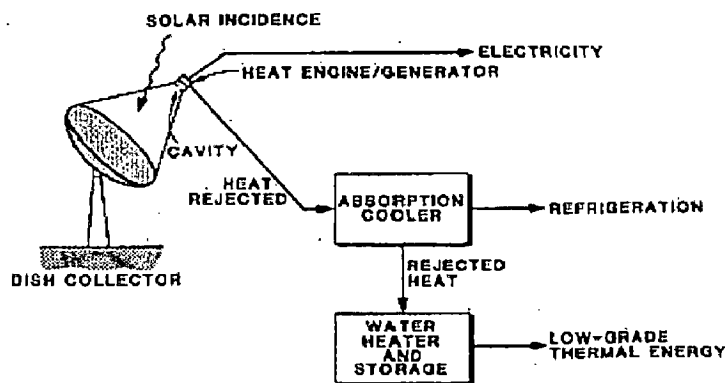 SOLAR INCIDENCE
ELECTRICITY
HEAT ENGINE/GENERATOR
CAVITY
HEAT
REJECTED
ABSORPTION
COOLER
REFRIGERATION
DISH COLLECTOR
REJECTED
HEAT
WATER
HEATER
AND
STORAGE
LOW-GRADE
THERMAL ENERGY